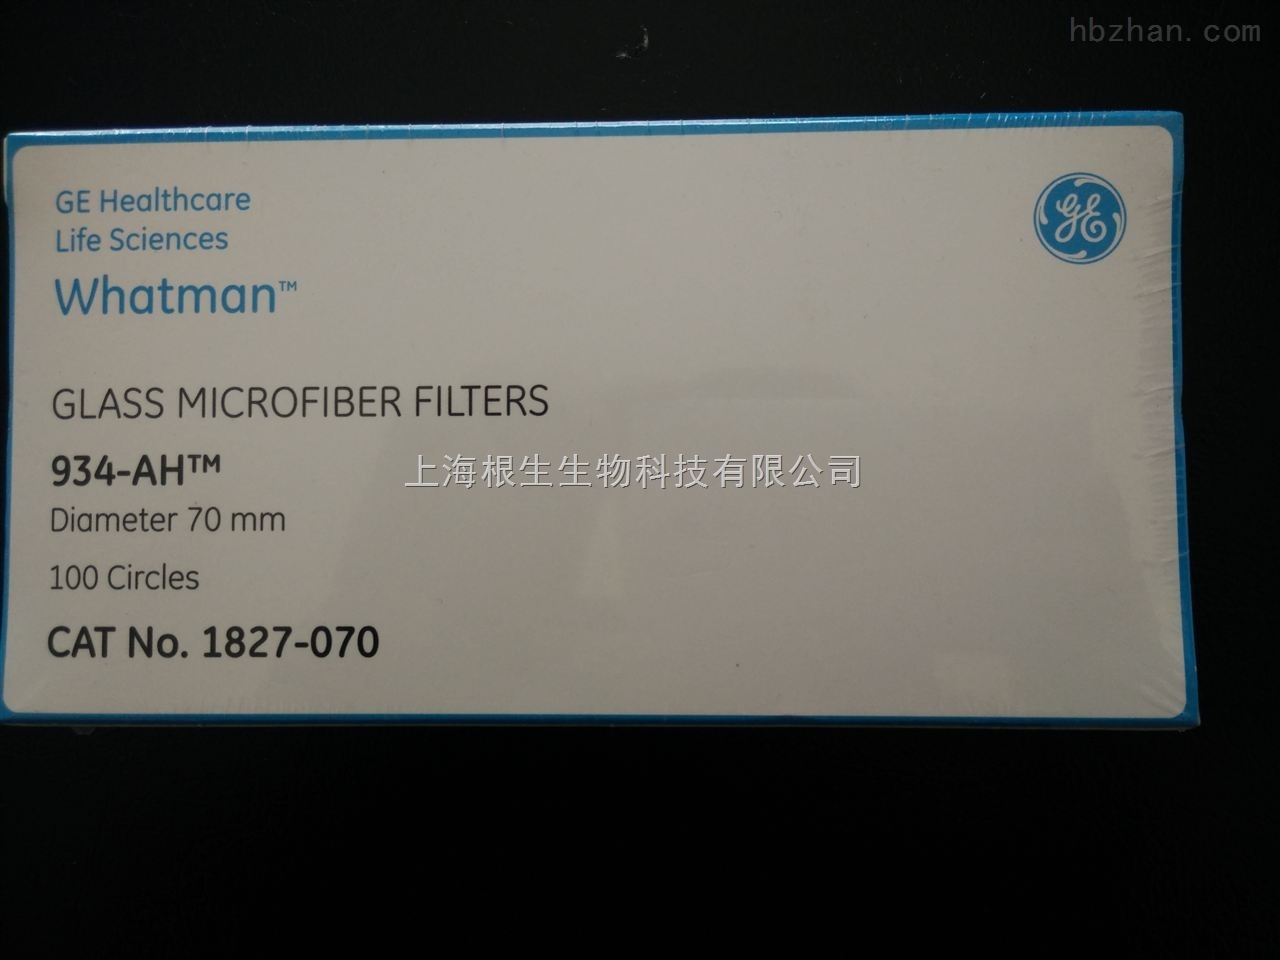 hbzhan.com
GE Healthcare
Life Sciences
Whatman™
GE
GLASS MICROFIBER FILTERS
934-AH™
上海根生生物科技有限公司
Diameter 70 mm
100 Circles
CAT No. 1827-070